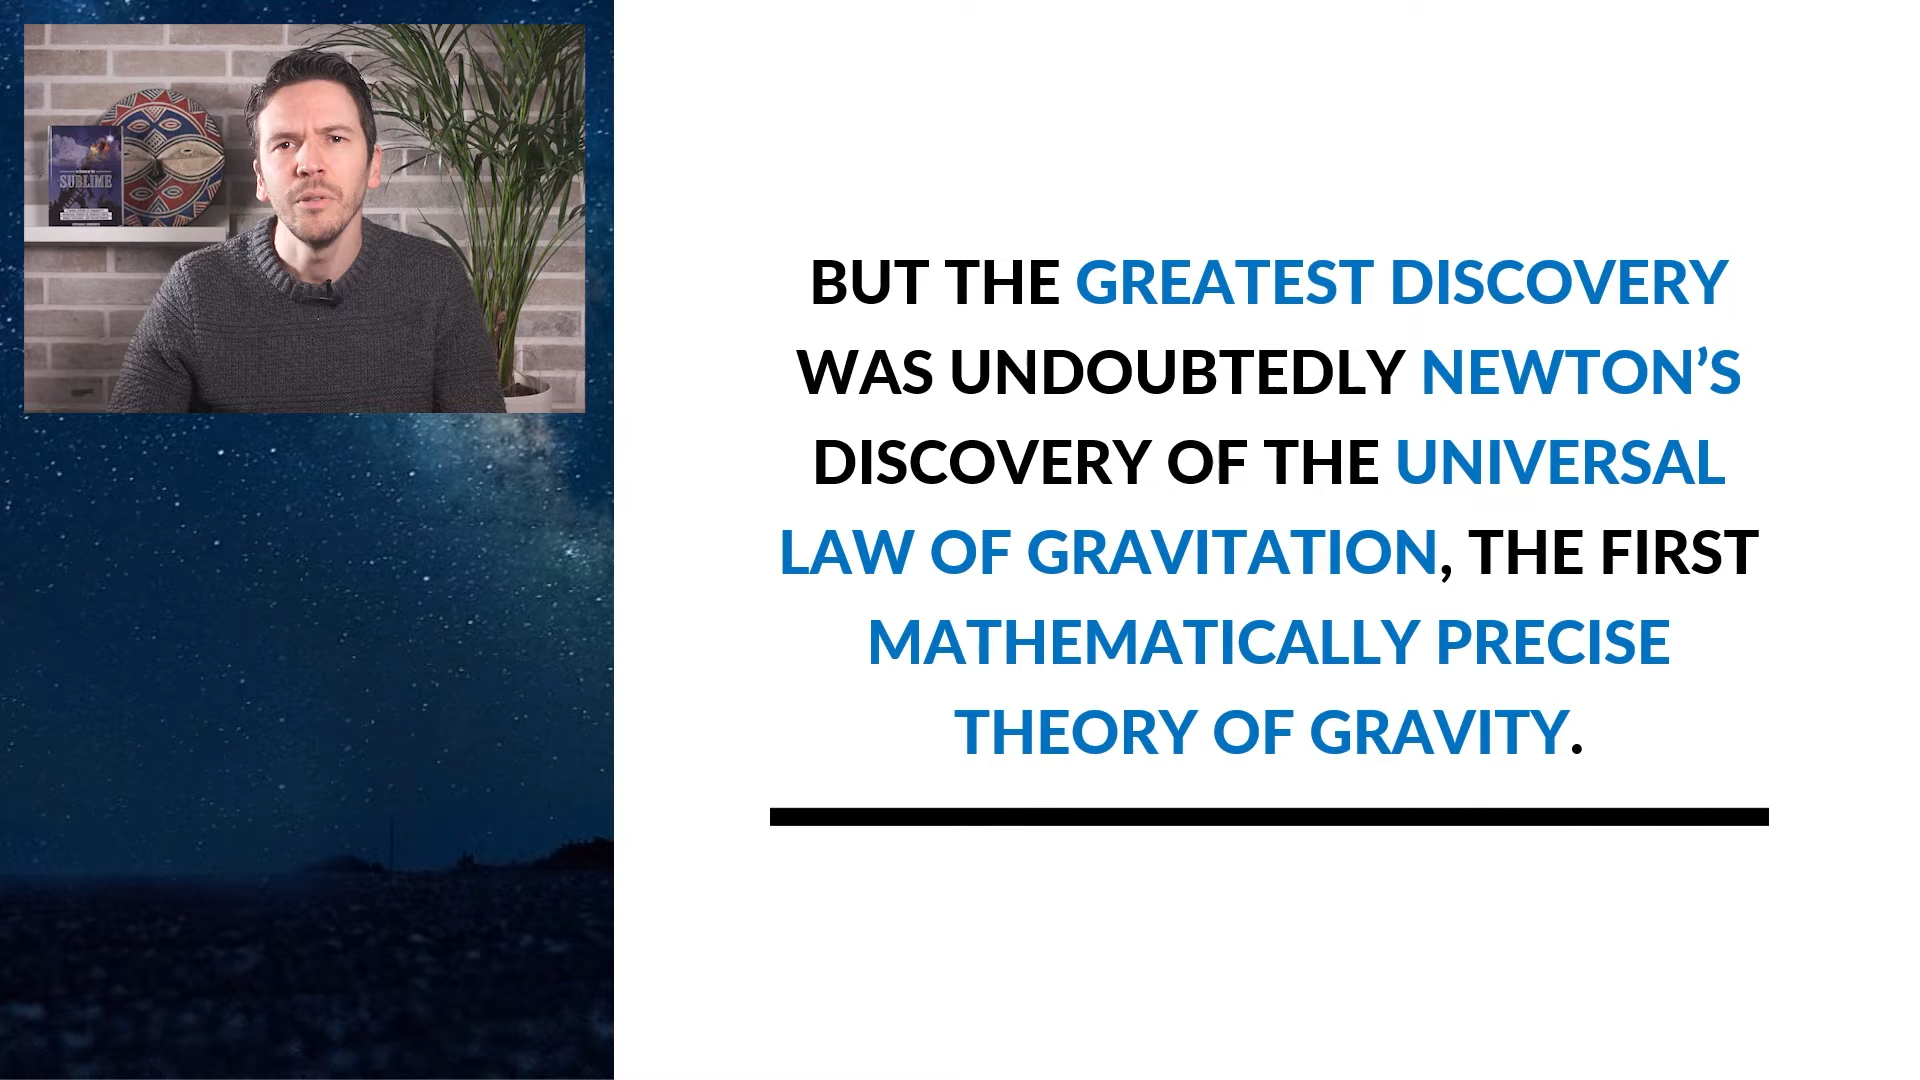 SUBLIME
BUT THE GREATEST DISCOVERY
WAS UNDOUBTEDLY NEWTON’S
DISCOVERY OF THE UNIVERSAL
LAW OF GRAVITATION, THE FIRST
MATHEMATICALLY PRECISE
THEORY OF GRAVITY.